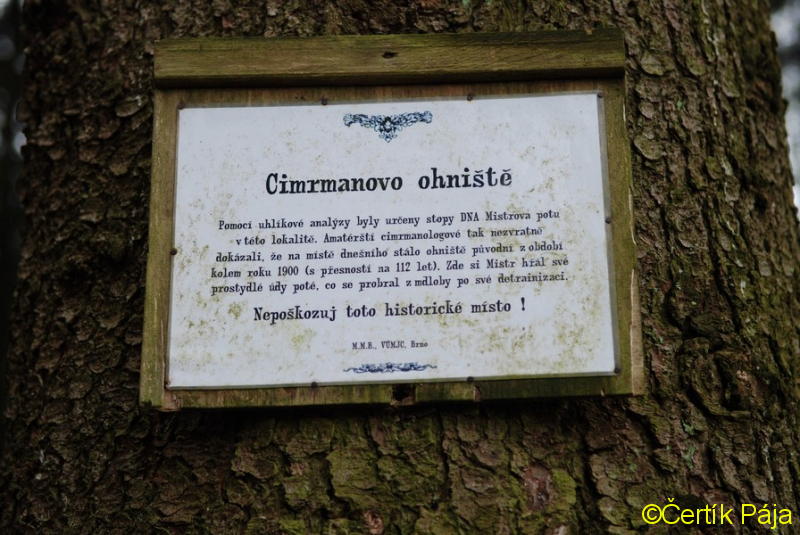 Cimrmanovo ohniště
Pomocí uhlíkové analýzy byly určeny stopy DNA Mistrova potu
v této lokalitě. Amatérští cimrmanologové tak nezvratně
dokázali, že na místě dnešního stálo ohniště původní z období
kolem roku 1900 (s přesností na 112 let). Zde si Mistr hřál své
prostydlé údy poté, co se probral z mdloby po své detrainizaci.
Nepoškozuj toto historické místo !
M.M.B., VÚMJC, Brno
©Čertík Pája